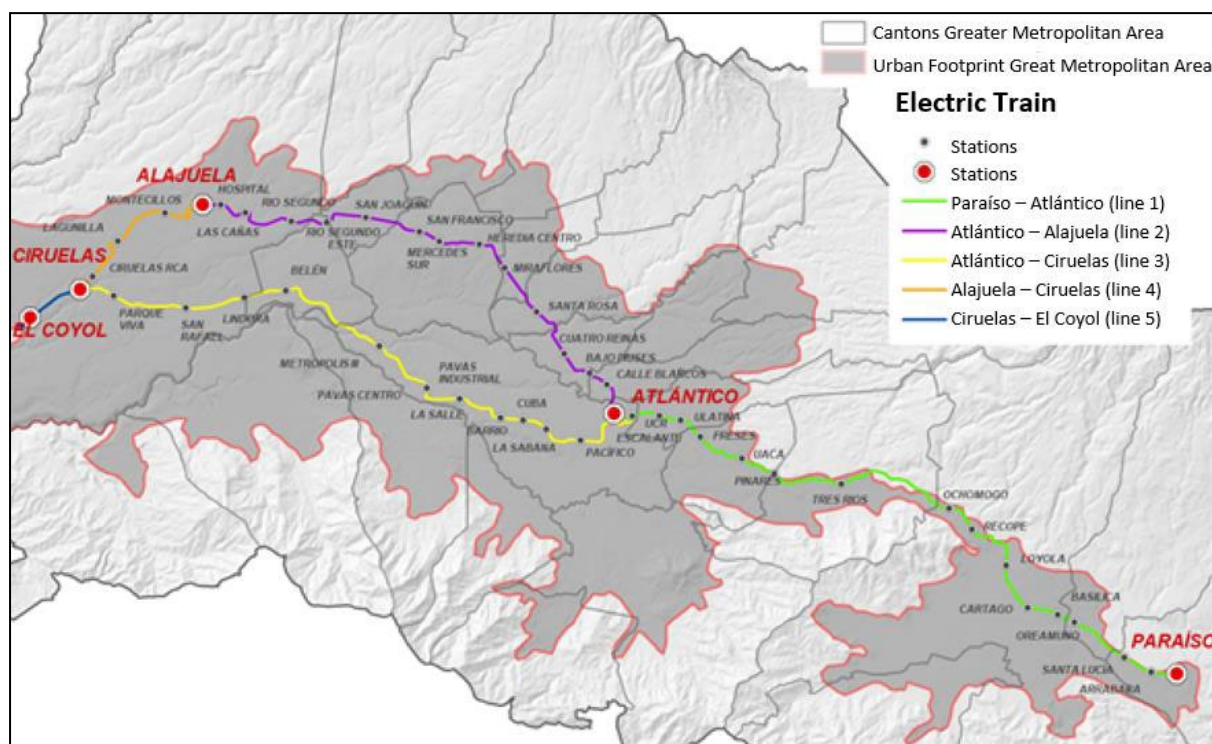 Cantons Greater Metropolitan Area
Urban Footprint Great Metropolitan Area
Electric Train
Stations
Stations
Paraíso – Atlántico (line 1)
Atlántico – Alajuela (line 2)
Atlántico – Ciruelas (line 3)
Alajuela – Ciruelas (line 4)
Ciruelas – El Coyol (line 5)
ALAJUELA
HOSPITAL
MONTECILLOS
RIO SEGUNDO
SAN JOAQUIN
LAGUNILLA
LAS CAÑAS
SAN FRANCISCO
RIO SEGUNDO
ESTE
MERCEDES
SUR
HEREDIA CENTRO
CIRUELAS
CIRUELAS RCA
BELÉN
MIRAFLORES
EL COYOL
PARQUE
VIVA
SAN
RAFAEL
LINDORA
SANTA ROSA
CUATRO REINAS
METROPOLIS III
PAVAS
INDUSTRIAL
BAJO PIUSES
CALLE BLANCOS
PAVAS CENTRO
LA SALLE
CUBA
BARRIO
ATLÁNTICO
LA SABANA
PACÍFICO
ESCALANTE
UCR
ULATINA
FRESES
UACA
PINARES
TRES RIOS
OCHOMOGO
RECOPE
LOYOLA
CARTAGO
BASILICA
OREAMUNO
PARAÍSO
SANTA LUCIA